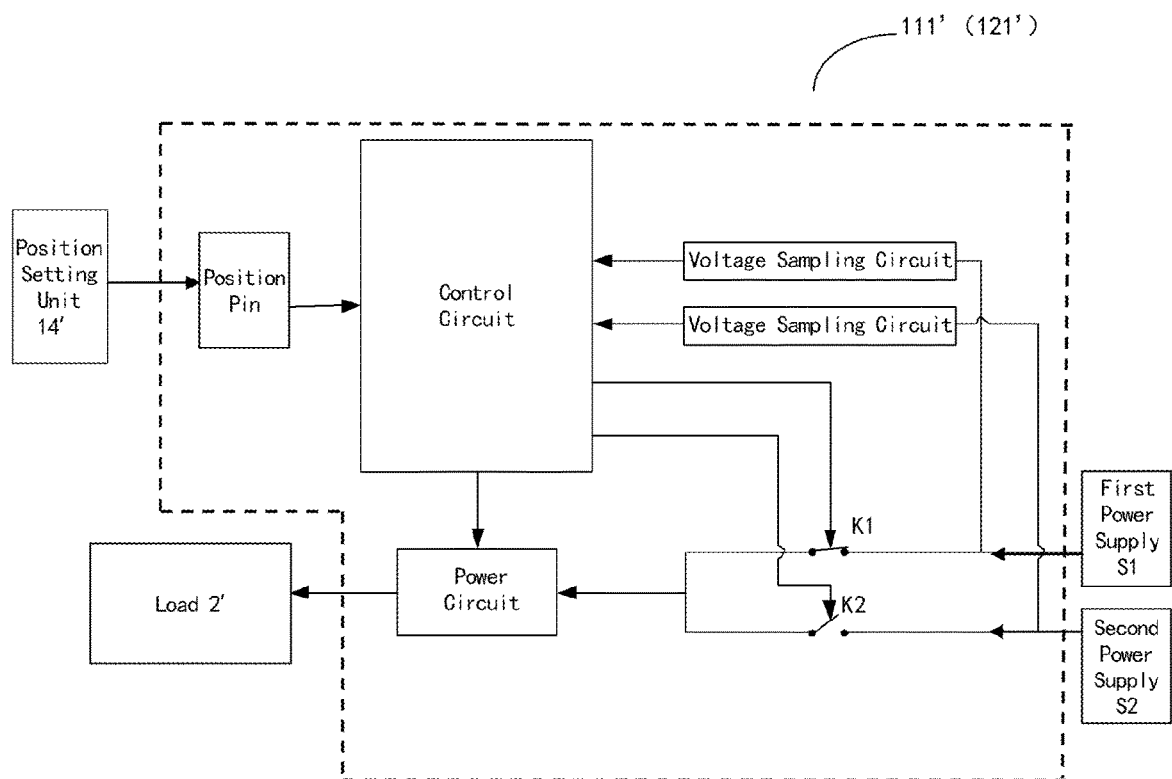 111' (121')
Position
Setting
Unit
14'
Position
Pin
Control
Circuit
Voltage Sampling Circuit
Voltage Sampling Circuit
First
Power
Supply
S1
K1
Load 2'
Power
Circuit
K2
Second
Power
Supply
S2